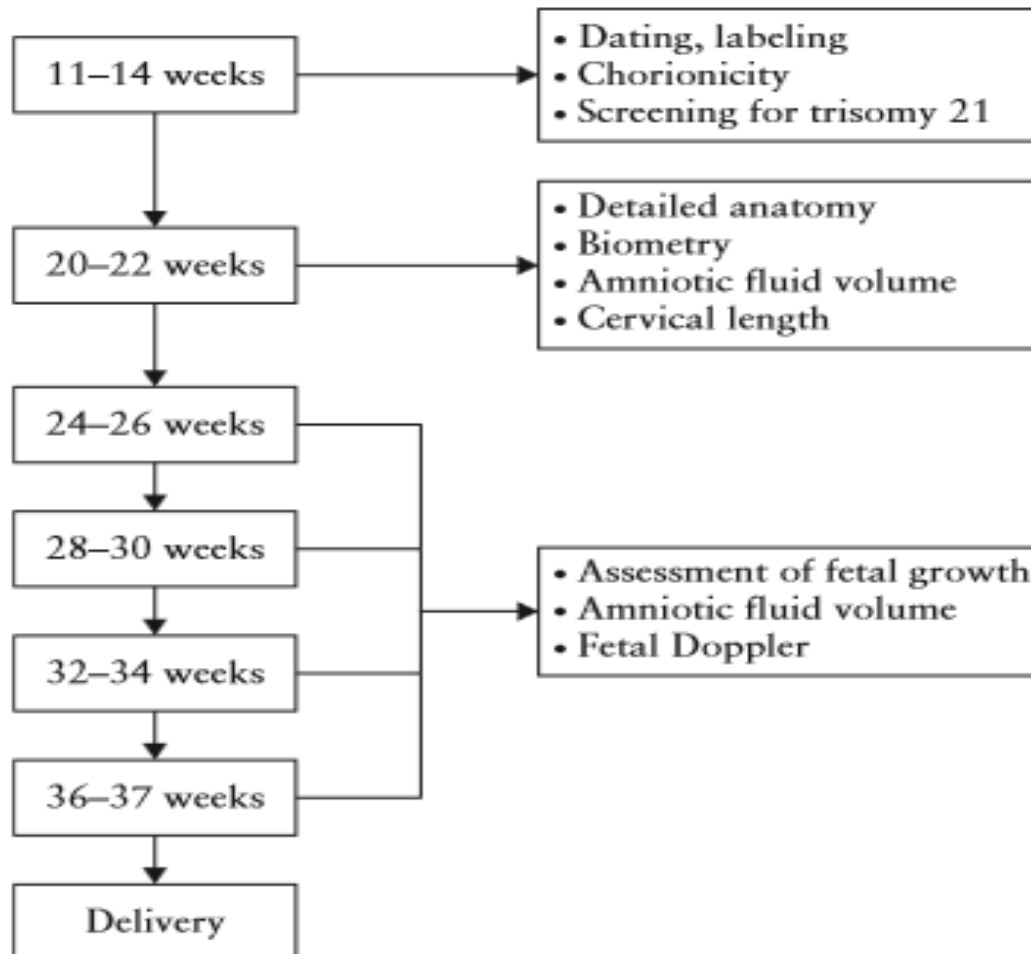 11–14 weeks
• Dating, labeling
• Chorionicity
• Screening for trisomy 21
20–22 weeks
• Detailed anatomy
• Biometry
• Amniotic fluid volume
• Cervical length
24–26 weeks
28–30 weeks
32–34 weeks
36–37 weeks
• Assessment of fetal growth
• Amniotic fluid volume
• Fetal Doppler
Delivery